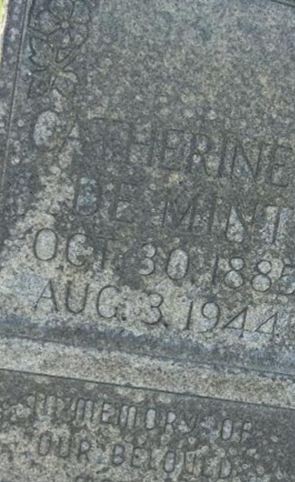 CATHERINE
DE MINT
OCT. 30, 1885
AUG. 3, 1944
IN MEMORY OF
OUR BELOVED